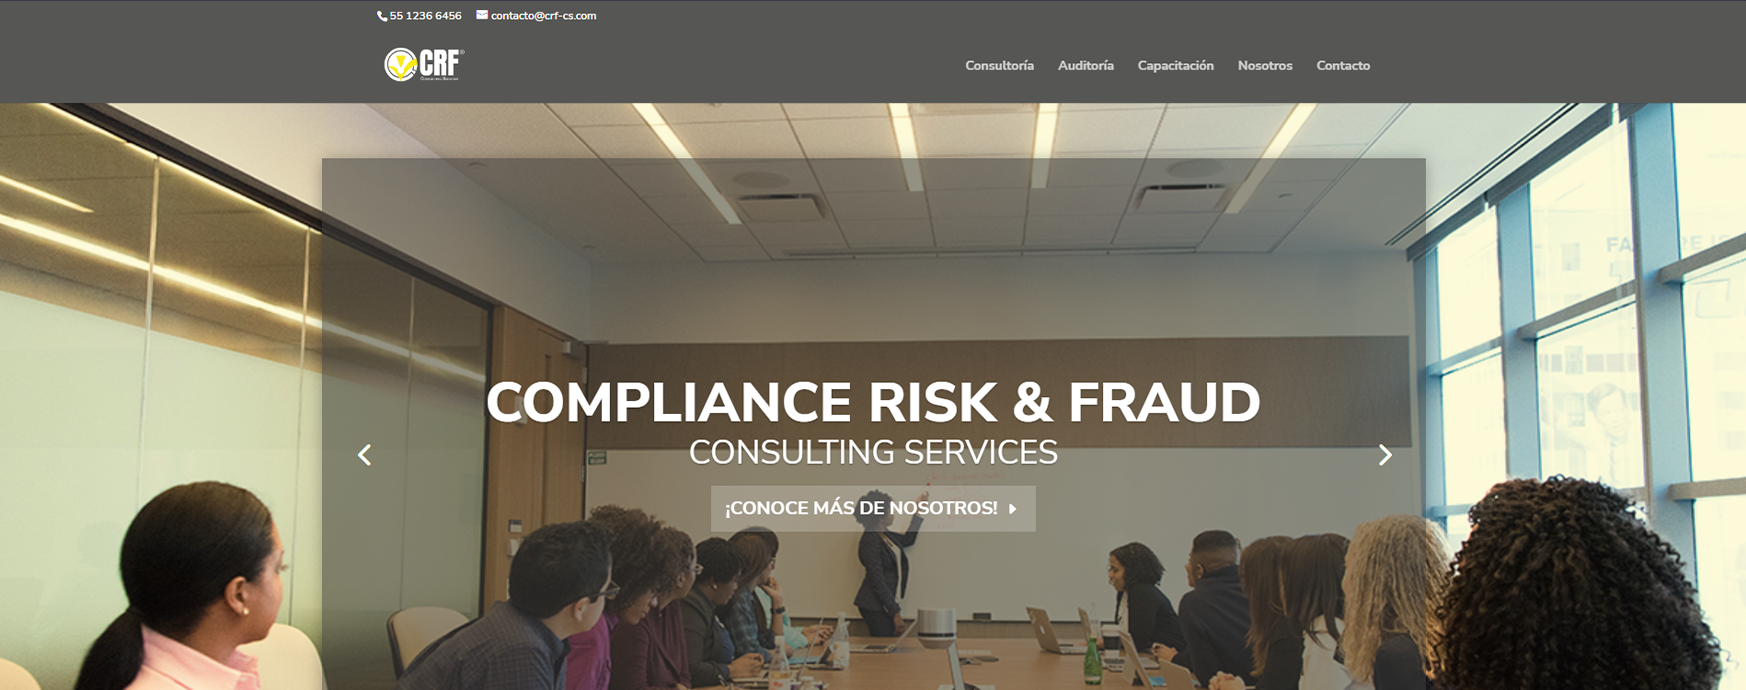 55 1236 6456 contacto@crf-cs.com
CRF®
Consultoría Auditoría Capacitación Nosotros Contacto
COMPLIANCE RISK & FRAUD
CONSULTING SERVICES
¡CONOCE MÁS DE NOSOTROS!